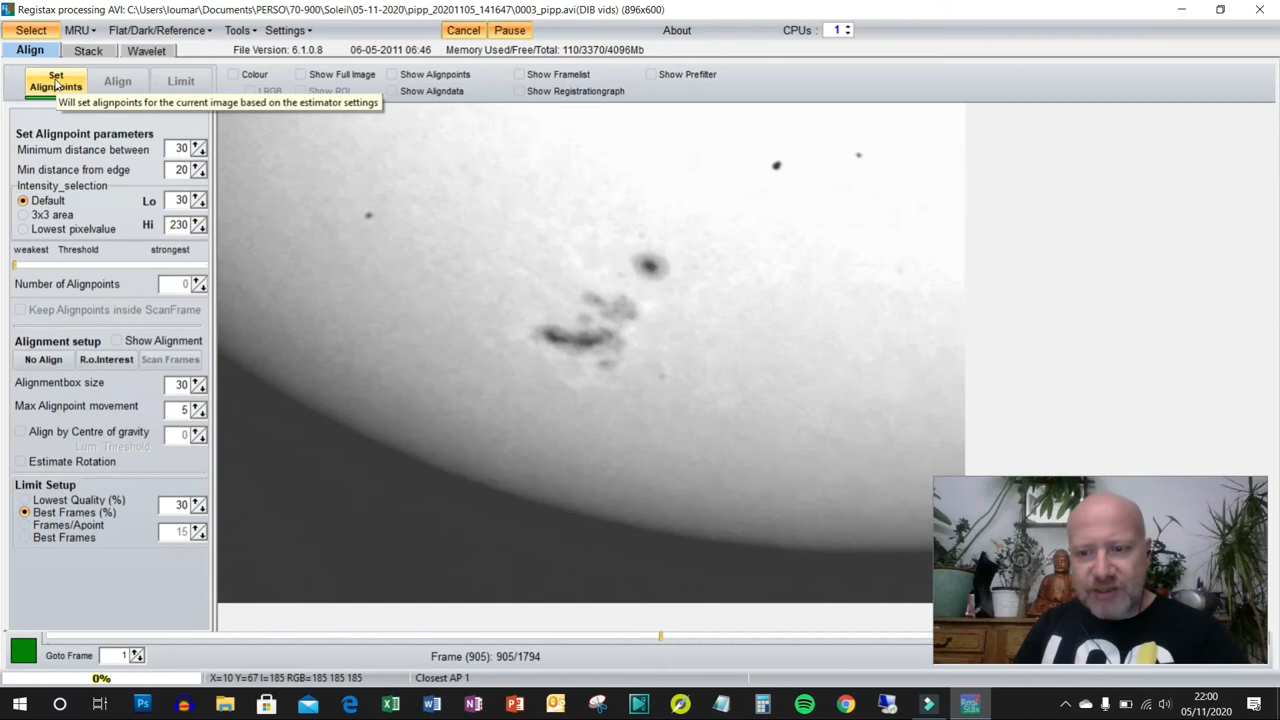 Registax processing AVI: C:\Users\loumar\Documents\PERSO\70-900\Soleil\05-11-2020\pipp_20201105_141647\0003_pipp.avi(DIB vids) (896x600)
Select MRU Flat/Dark/Reference Tools Settings Cancel Pause About CPUs: 1
Align Stack Wavelet File Version: 6.1.0.8 06-05-2011 06:46 Memory Used/Free/Total: 110/3370/4096Mb
Set Alignpoints Align Limit Colour Show Full Image Show Alignpoints Show Framelist Show Prefilter
LRGB Show ROI Show Aligndata Show Registrationgraph
Will set alignpoints for the current image based on the estimator settings
Set Alignpoint parameters
Minimum distance between 30
Min distance from edge 20
Intensity_selection
Default Lo 30
3x3 area
Hi 230
Lowest pixelvalue
weakest Threshold strongest
Number of Alignpoints 0
Keep Alignpoints inside ScanFrame
Alignment setup Show Alignment
No Align R.o.Interest Scan Frames
Alignmentbox size 30
Max Alignpoint movement 5
Align by Centre of gravity 0
Lum Threshold
Estimate Rotation
Limit Setup
Lowest Quality (%)
Best Frames (%) 30
Frames/Apoint
Best Frames 15
Goto Frame 1 Frame (905): 905/1794
0% X=10 Y=67 I=185 RGB=185 185 185 Closest AP 1
22:00
05/11/2020